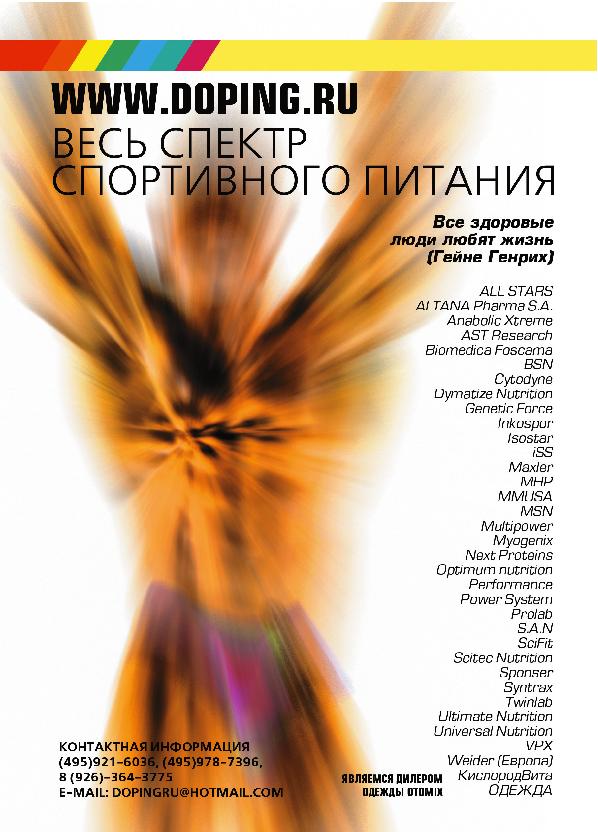 WWW.DOPING.RU
ВЕСЬ СПЕКТР
СПОРТИВНОГО ПИТАНИЯ
Все здоровые
люди любят жизнь
(Гейне Генрих)
ALL STARS
ALTANA Pharma S.A.
Anabolic Xtreme
AST Research
Biomedica Foscama
BSN
Cytodyne
Dymatize Nutrition
Genetic Force
Inkospor
Isostar
iSS
Maxler
MHP
MMUSA
MSN
Multipower
Myogenix
Next Proteins
Optimum nutrition
Performance
Power System
Prolab
S.A.N
SciFit
Scitec Nutrition
Sponser
Syntrax
Twinlab
Ultimate Nutrition
Universal Nutrition
VPX
Weider (Европа)
КислородВита
ОДЕЖДА
КОНТАКТНАЯ ИНФОРМАЦИЯ
(495)921-6036, (495)978-7396,
8 (926)-364-3775
E-MAIL: DOPINGRU@HOTMAIL.COM
ЯВЛЯЕМСЯ ДИЛЕРОМ
ОДЕЖДЫ OTOMIX